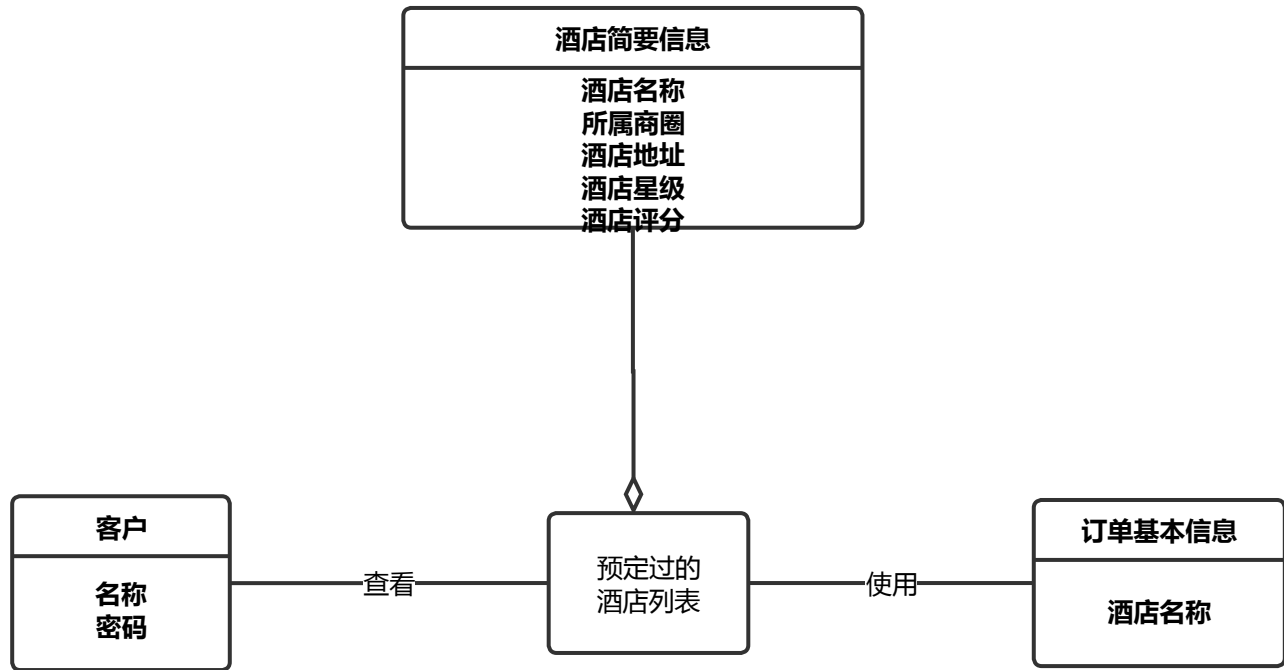 酒店简要信息
酒店名称
所属商圈
酒店地址
酒店星级
酒店评分
客户
名称
密码
查看
预定过的
酒店列表
使用
订单基本信息
酒店名称